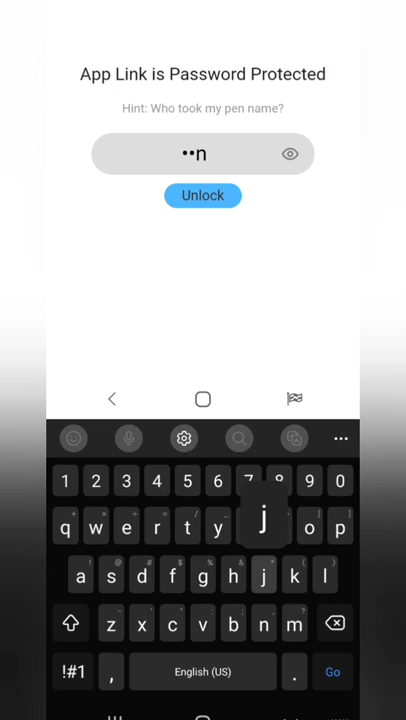 App Link is Password Protected
Hint: Who took my pen name?
••n
Unlock
1 2 3 4 5 6 7 8 9 0
q w e r t y j o p
a s d f g h j k l
z x c v b n m
!#1 , English (US) . Go